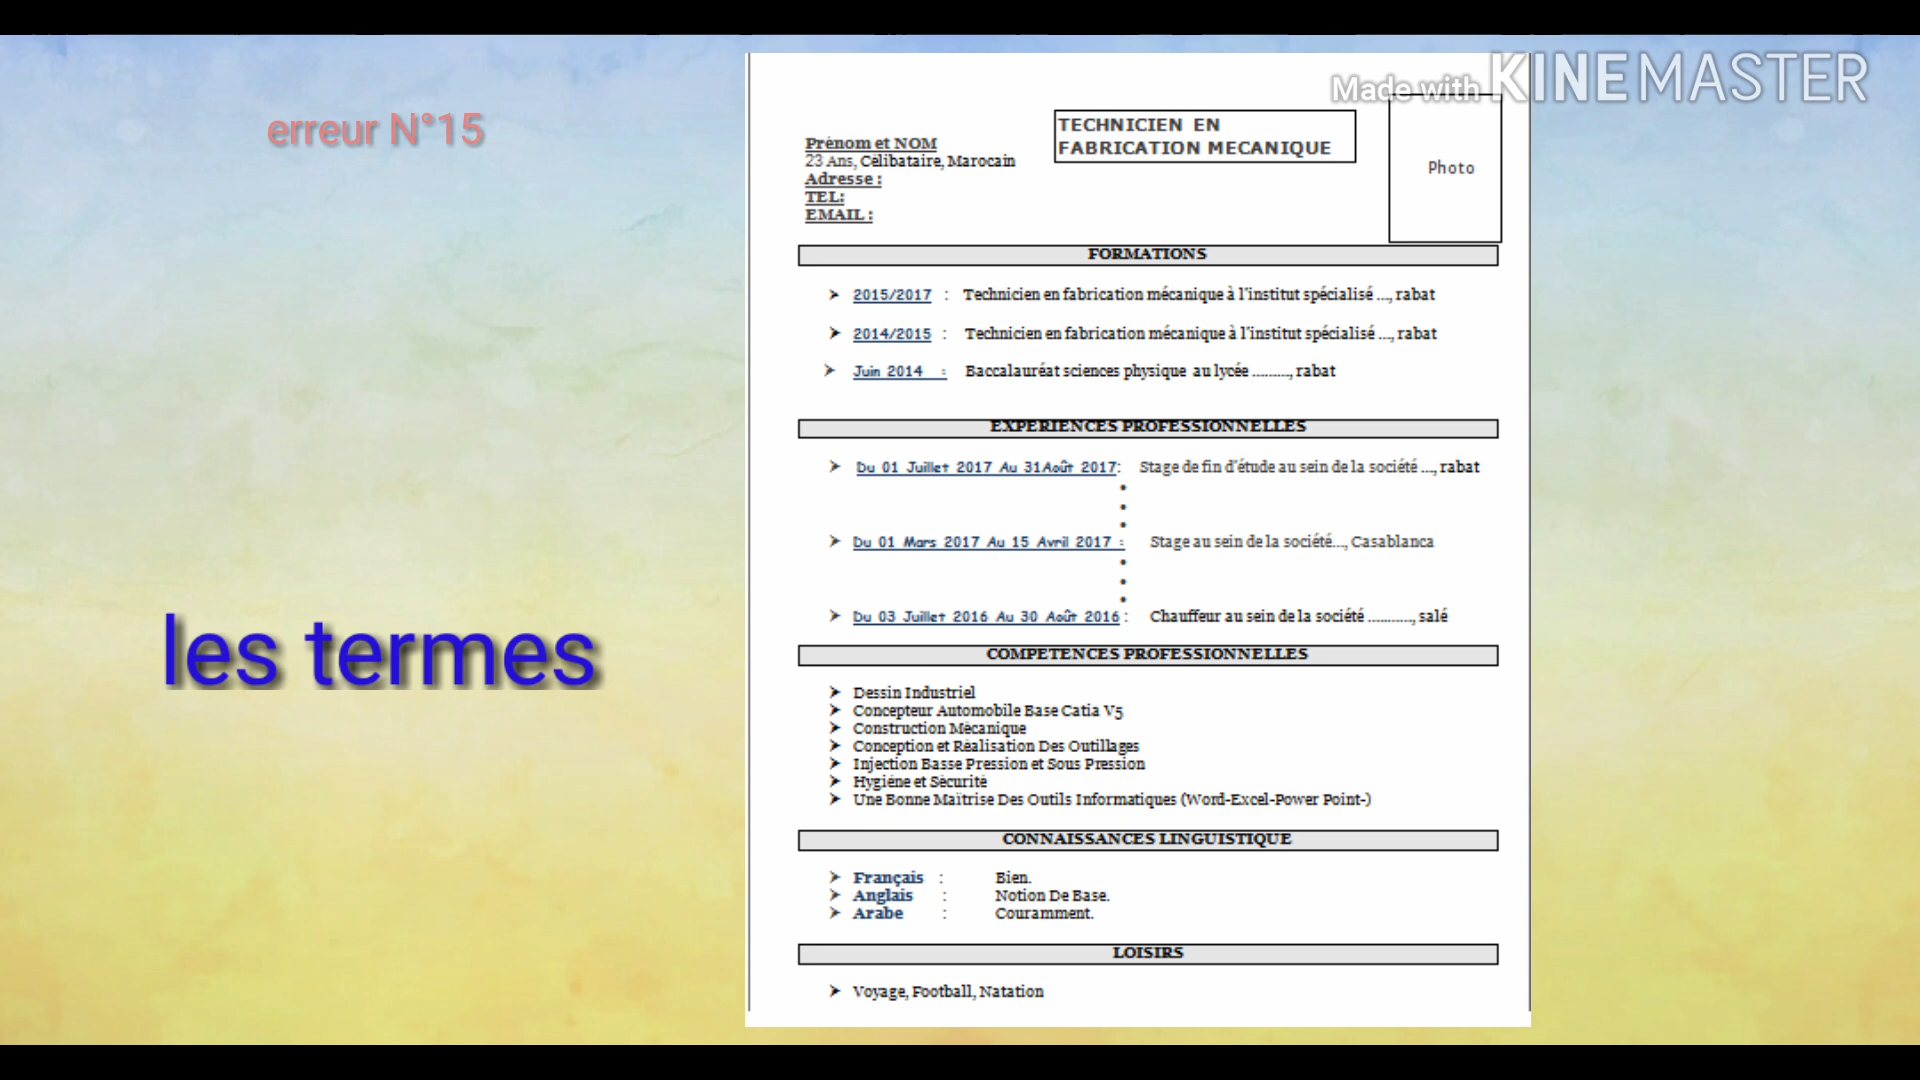 Made with KINEMASTER
erreur N°15
les termes
TECHNICIEN EN
FABRICATION MECANIQUE
Photo
Prénom et NOM
23 Ans, Célibataire, Marocain
Adresse :
TEL:
EMAIL :
FORMATIONS
➤ 2015/2017 : Technicien en fabrication mécanique à l'institut spécialisé ..., rabat
➤ 2014/2015 : Technicien en fabrication mécanique à l'institut spécialisé ..., rabat
➤ Juin 2014 : Baccalauréat sciences physique au lycée ........., rabat
EXPERIENCES PROFESSIONNELLES
➤ Du 01 Juillet 2017 Au 31Août 2017: Stage de fin d'étude au sein de la société ..., rabat
•
•
•
➤ Du 01 Mars 2017 Au 15 Avril 2017 : Stage au sein de la société..., Casablanca
•
•
•
➤ Du 03 Juillet 2016 Au 30 Août 2016 : Chauffeur au sein de la société ..........., salé
COMPETENCES PROFESSIONNELLES
➤ Dessin Industriel
➤ Concepteur Automobile Base Catia V5
➤ Construction Mécanique
➤ Conception et Réalisation Des Outillages
➤ Injection Basse Pression et Sous Pression
➤ Hygiéne et Sécurité
➤ Une Bonne Maîtrise Des Outils Informatiques (Word-Excel-Power Point-)
CONNAISSANCES LINGUISTIQUE
➤ Français : Bien.
➤ Anglais : Notion De Base.
➤ Arabe : Couramment.
LOISIRS
➤ Voyage, Football, Natation